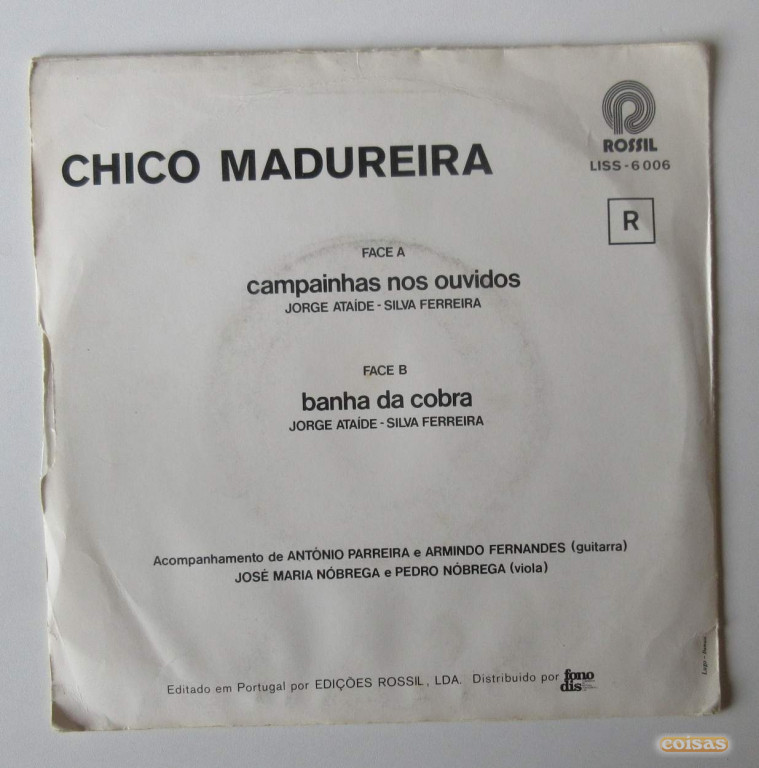 ROSSIL
LISS-6006
CHICO MADUREIRA
R
FACE A
campainhas nos ouvidos
JORGE ATAÍDE - SILVA FERREIRA
FACE B
banha da cobra
JORGE ATAÍDE - SILVA FERREIRA
Acompanhamento de ANTÓNIO PARREIRA e ARMINDO FERNANDES (guitarra)
JOSÉ MARIA NÓBREGA e PEDRO NÓBREGA (viola)
Editado em Portugal por EDIÇÕES ROSSIL, LDA. Distribuido por fono dis
coisas